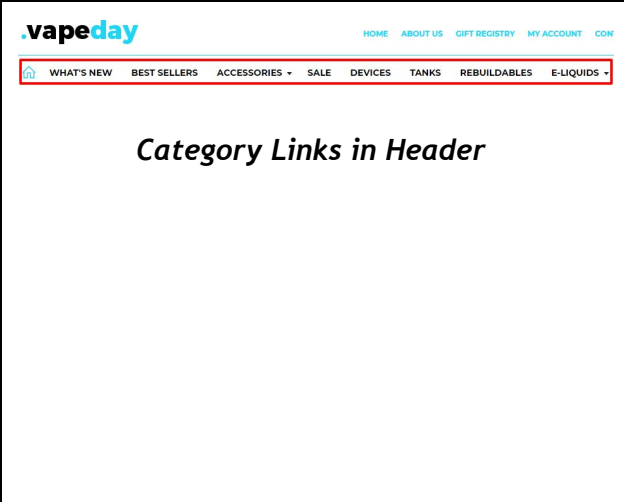 .vapeday
HOME ABOUT US GIFT REGISTRY MY ACCOUNT CON
WHAT'S NEW BEST SELLERS ACCESSORIES SALE DEVICES TANKS REBUILDABLES E-LIQUIDS
Category Links in Header